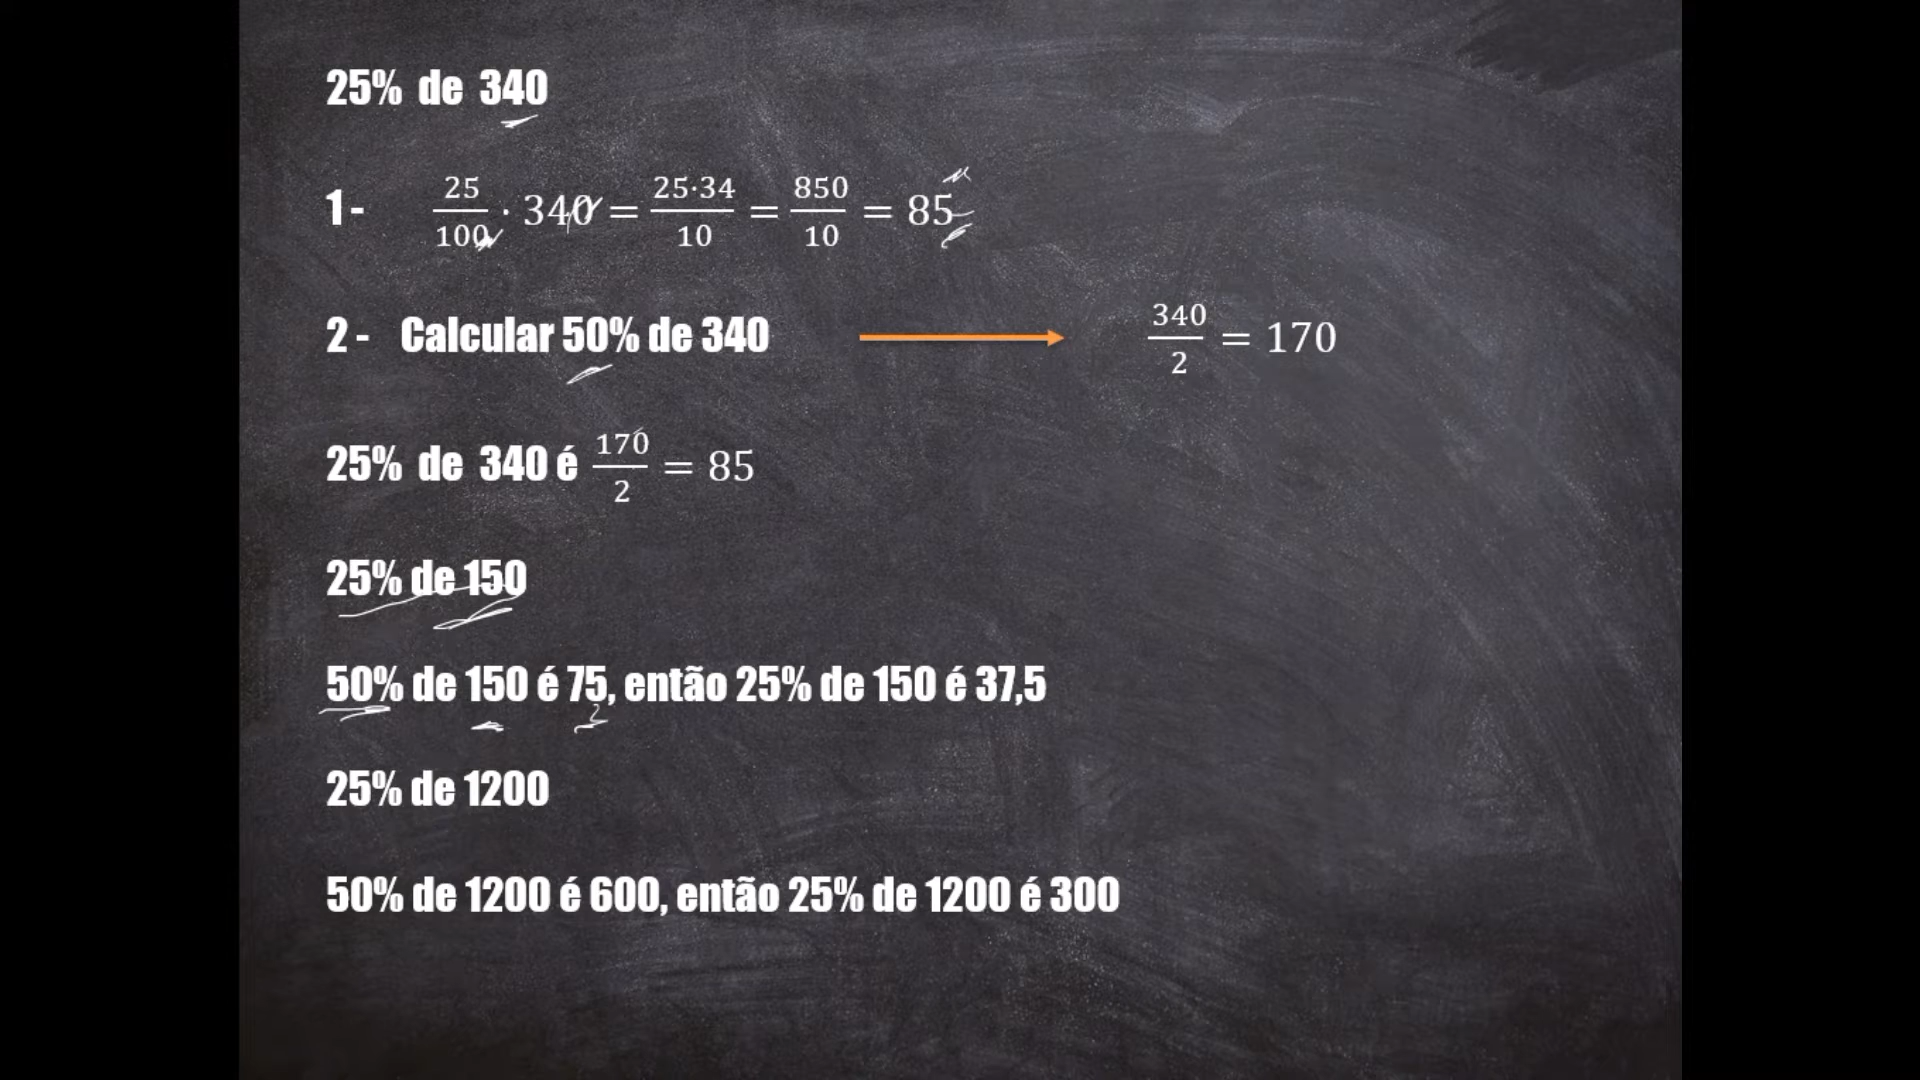 25% de 340
1 - 25/100 · 340 = 25·34/10 = 850/10 = 85
2 - Calcular 50% de 340 340/2 = 170
25% de 340 é 170/2 = 85
25% de 150
50% de 150 é 75, então 25% de 150 é 37,5
25% de 1200
50% de 1200 é 600, então 25% de 1200 é 300